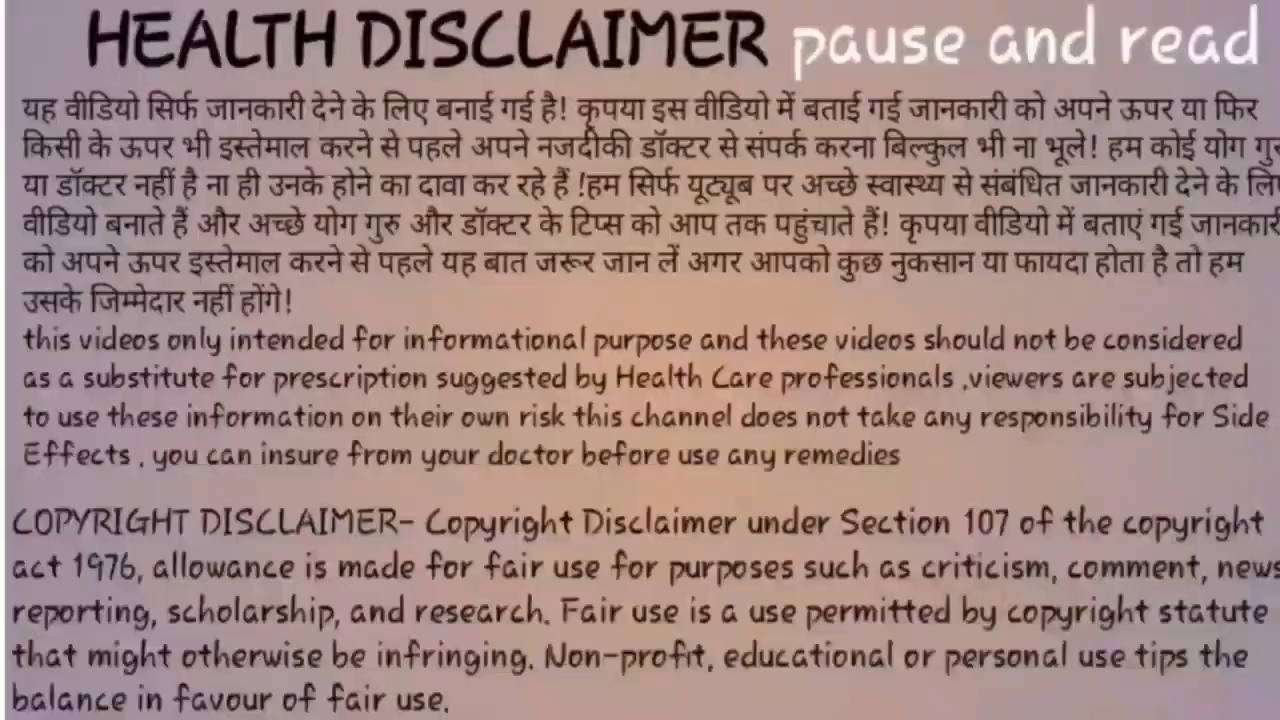 HEALTH DISCLAIMER pause and read
यह वीडियो सिर्फ जानकारी देने के लिए बनाई गई है! कृपया इस वीडियो में बताई गई जानकारी को अपने ऊपर या फिर
किसी के ऊपर भी इस्तेमाल करने से पहले अपने नजदीकी डॉक्टर से संपर्क करना बिल्कुल भी ना भूले! हम कोई योग
या डॉक्टर नहीं है ना ही उनके होने का दावा कर रहे हैं !हम सिर्फ यूट्यूब पर अच्छे स्वास्थ्य से संबंधित जानकारी देने के
वीडियो बनाते हैं और अच्छे योग गुरु और डॉक्टर के टिप्स को आप तक पहुंचाते हैं! कृपया वीडियो में बताएं गई
को अपने ऊपर इस्तेमाल करने से पहले यह बात जरूर जान लें अगर आपको कुछ नुकसान या फायदा होता है तो हम
उसके जिम्मेदार नहीं होंगे!
this videos only intended for informational purpose and these videos should not be considered
as a substitute for prescription suggested by Health Care professionals ,viewers are subjected
to use these information on their own risk this channel does not take any responsibility for Side
Effects , you can insure from your doctor before use any remedies
COPYRIGHT DISCLAIMER- Copyright Disclaimer under Section 107 of the copyright
act 1976, allowance is made for fair use for purposes such as criticism, comment, news
reporting, scholarship, and research. Fair use is a use permitted by copyright statute
that might otherwise be infringing. Non-profit, educational or personal use tips the
balance in favour of fair use.